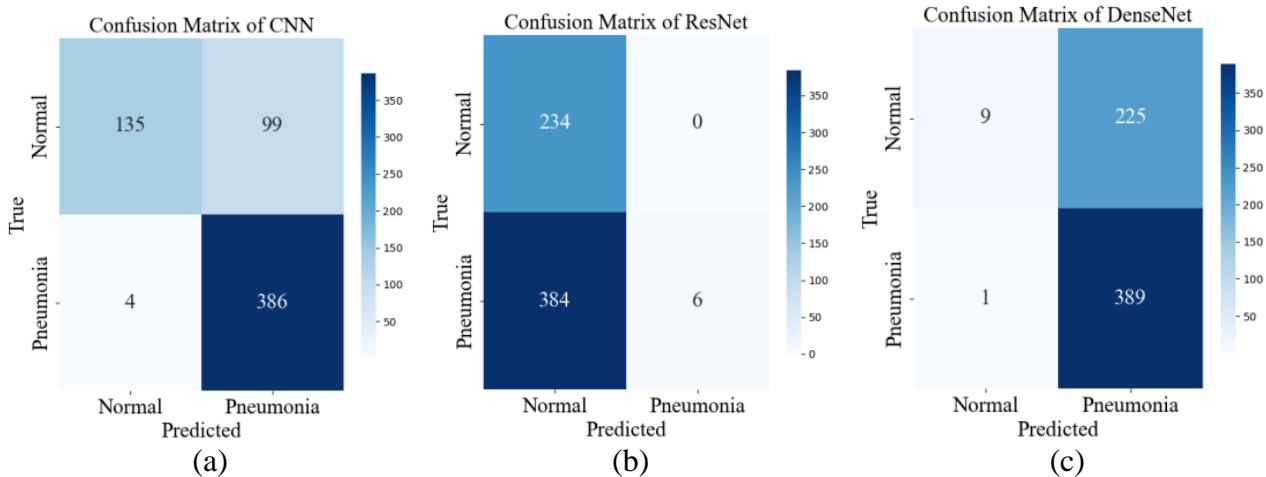 Confusion Matrix of CNN
True
Normal
Pneumonia
135
99
4
386
350
300
250
200
150
100
50
Normal
Pneumonia
Predicted
(a)
Confusion Matrix of ResNet
True
Normal
Pneumonia
234
0
384
6
350
300
250
200
150
100
50
0
Normal
Pneumonia
Predicted
(b)
Confusion Matrix of DenseNet
True
Normal
Pneumonia
9
225
1
389
350
300
250
200
150
100
50
Normal
Pneumonia
Predicted
(c)